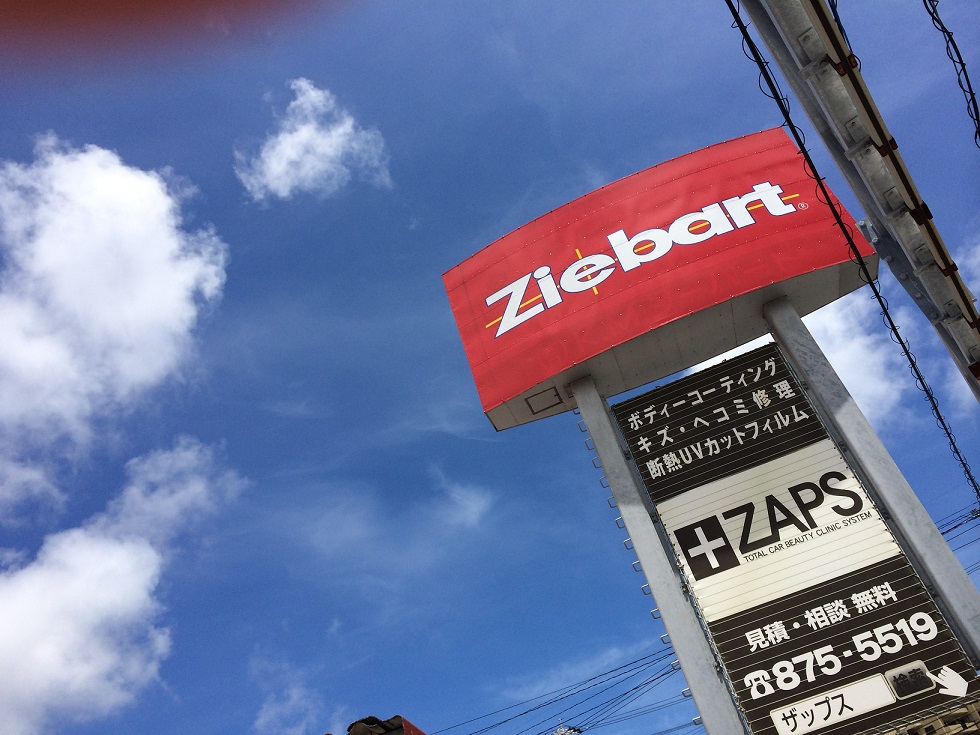 Ziebart®
ボディーコーティング
キズ・ヘコミ修理
断熱UVカットフィルム
ZAPS
TOTAL CAR BEAUTY CLINIC SYSTEM
見積・相談 無料
☎875-5519
ザップス 検索